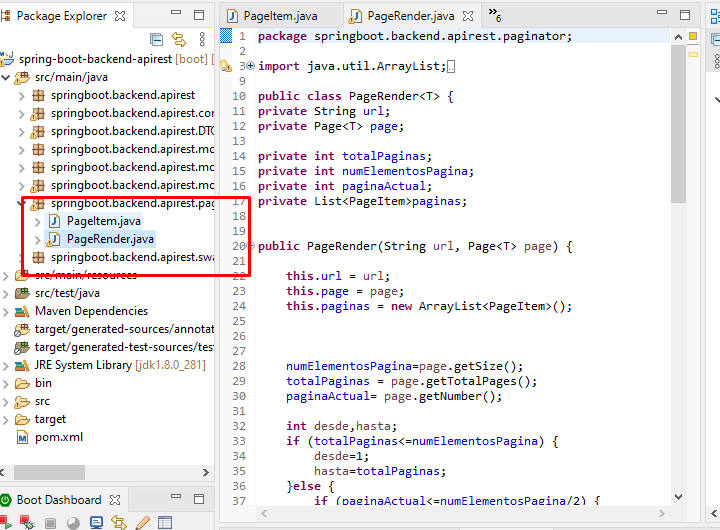 Package Explorer
spring-boot-backend-apirest [boot]
src/main/java
springboot.backend.apirest
springboot.backend.apirest.cor
springboot.backend.apirest.DTO
springboot.backend.apirest.mo
springboot.backend.apirest.mo
springboot.backend.apirest.mo
springboot.backend.apirest.pag
PageItem.java
PageRender.java
springboot.backend.apirest.swa
src/main/resources
src/test/java
Maven Dependencies
target/generated-sources/annotat
target/generated-test-sources/test
JRE System Library [jdk1.8.0_281]
bin
src
target
pom.xml
Boot Dashboard
PageItem.java
PageRender.java
»6
1 package springboot.backend.apirest.paginator;
2
3 import java.util.ArrayList;
9
10 public class PageRender<T> {
11 private String url;
12 private Page<T> page;
13
14 private int totalPaginas;
15 private int numElementosPagina;
16 private int paginaActual;
17 private List<PageItem>paginas;
18
19
20 public PageRender(String url, Page<T> page) {
21
22 this.url = url;
23 this.page = page;
24 this.paginas = new ArrayList<PageItem>();
25
26
27
28 numElementosPagina=page.getSize();
29 totalPaginas = page.getTotalPages();
30 paginaActual= page.getNumber();
31
32 int desde,hasta;
33 if (totalPaginas<=numElementosPagina) {
34 desde=1;
35 hasta=totalPaginas;
36 }else {
37 if (paginaActual<=numElementosPagina/2) {